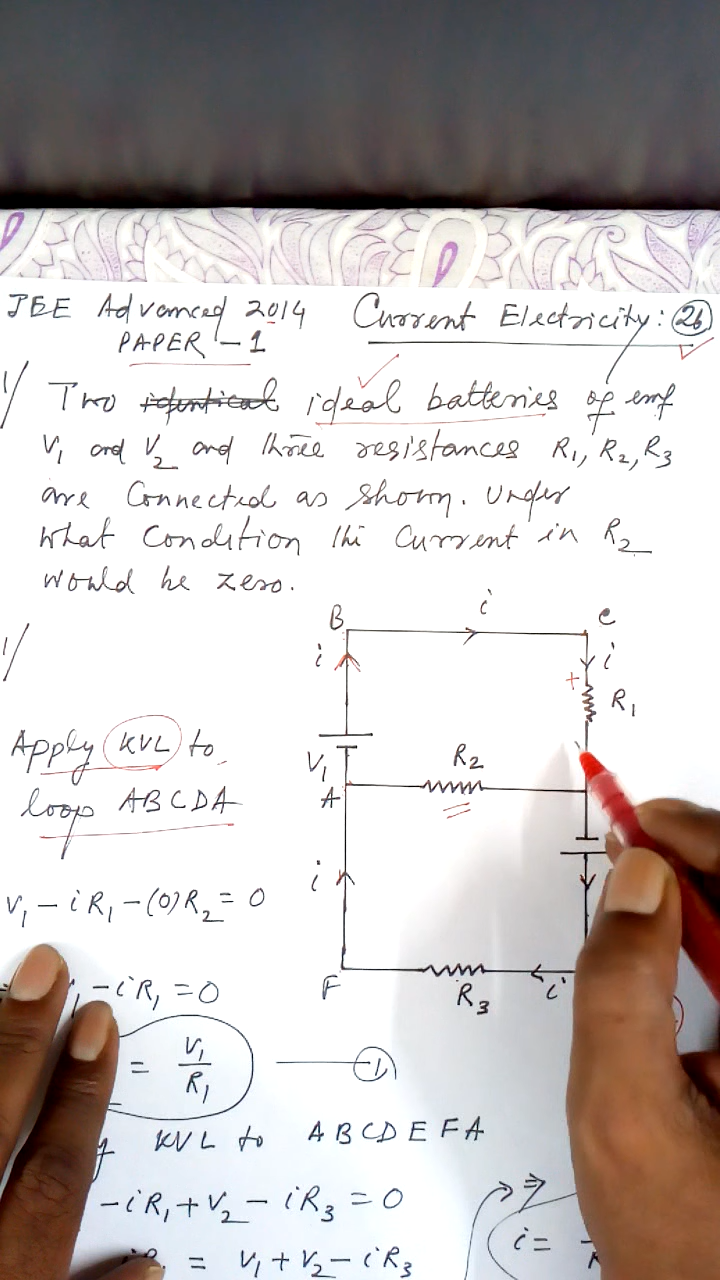 JEE Advanced 2014 Current Electricity: 26
PAPER - 1
1/ Two identical ideal batteries of emf
V₁ and V₂ and three resistances R₁, R₂, R₃
are Connected as shown. Under
what Condition the Current in R₂
would be zero.
1/
B i C
i i
+ R₁
Apply KVL to
V₁ R₂
loop ABCDA
A
i
V₁ - iR₁ - (0)R₂ = 0
F R₃ i
- iR₁ = 0
= V₁/R₁ 1
KVL to ABCDEFA
- iR₁ + V₂ - iR₃ = 0 ⇒
= V₁ + V₂ - iR₃ i =